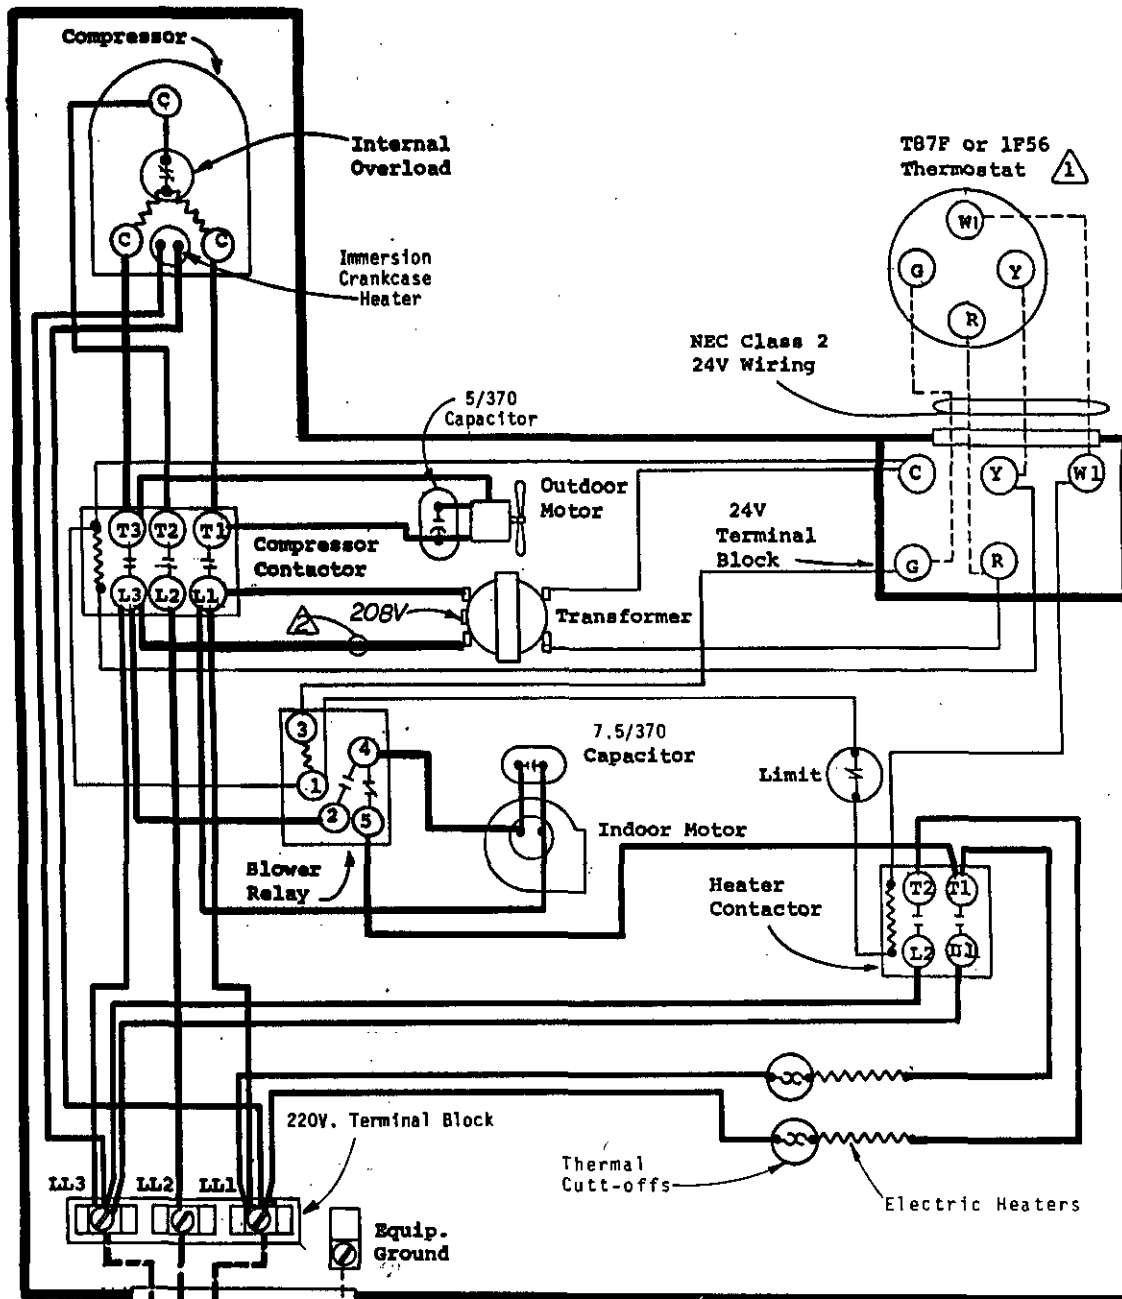 Compressor
C
Internal
Overload
C
C
Immersion
Crankcase
Heater
T87F or 1F56
Thermostat
1
W1
G
Y
R
NEC Class 2
24V Wiring
5/370
Capacitor
Outdoor
Motor
C
Y
W1
24V
Terminal
Block
G
R
T3
T2
T1
Compressor
Contactor
L3
L2
L1
2
208V
Transformer
3
4
1
2
5
7.5/370
Capacitor
Limit
Indoor Motor
Blower
Relay
Heater
Contactor
T2
T1
L2
L1
220V. Terminal Block
Thermal
Cutt-offs
Electric Heaters
LL3
LL2
LL1
Equip.
Ground